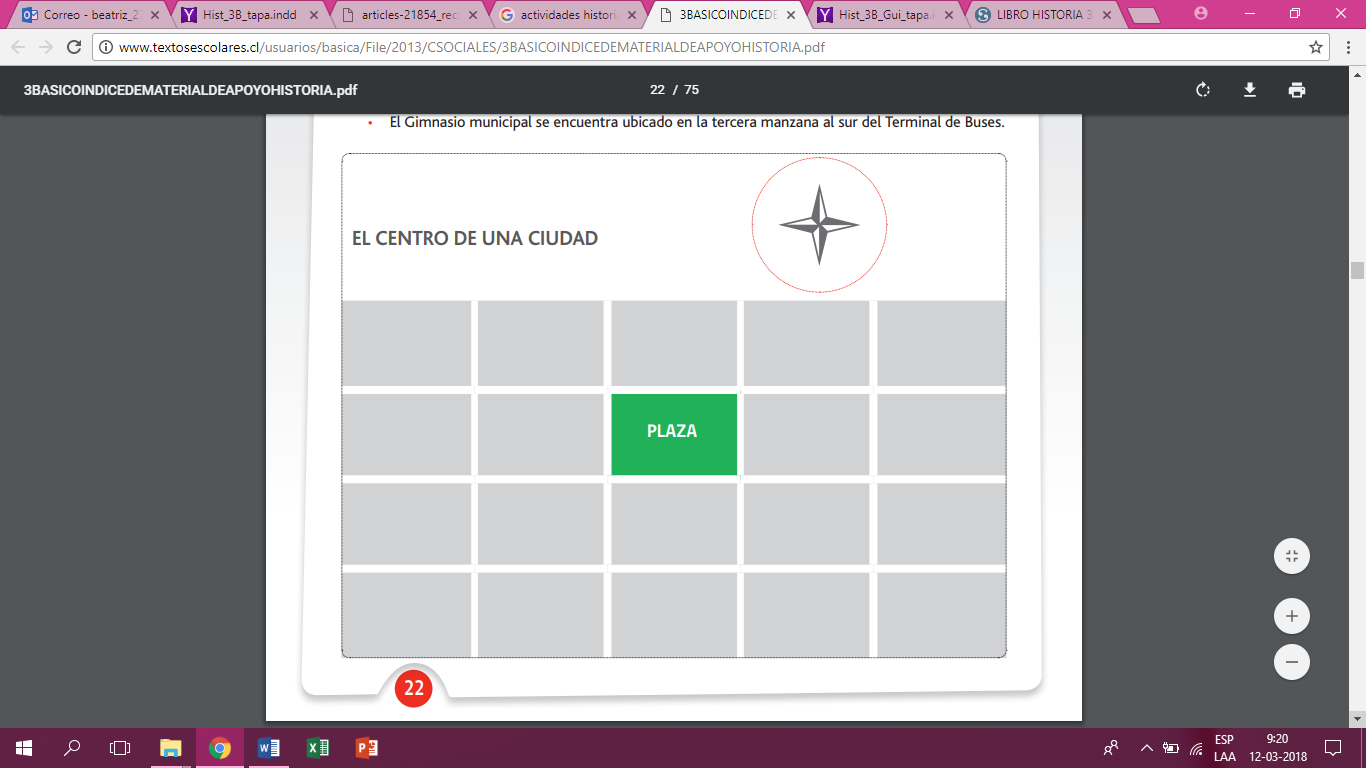 Correo - beatriz_2
Hist_3B_tapa.indd
articles-21854_rec
actividades histori
3BASICOINDICEDE
Hist_3B_Gui_tapa.i
LIBRO HISTORIA 3
www.textosescolares.cl/usuarios/basica/File/2013/CSOCIALES/3BASICOINDICEDEMATERIALDEAPOYOHISTORIA.pdf
3BASICOINDICEDEMATERIALDEAPOYOHISTORIA.pdf
22 / 75
• El Gimnasio municipal se encuentra ubicado en la tercera manzana al sur del Terminal de Buses.
EL CENTRO DE UNA CIUDAD
PLAZA
22
ESP
LAA
9:20
12-03-2018